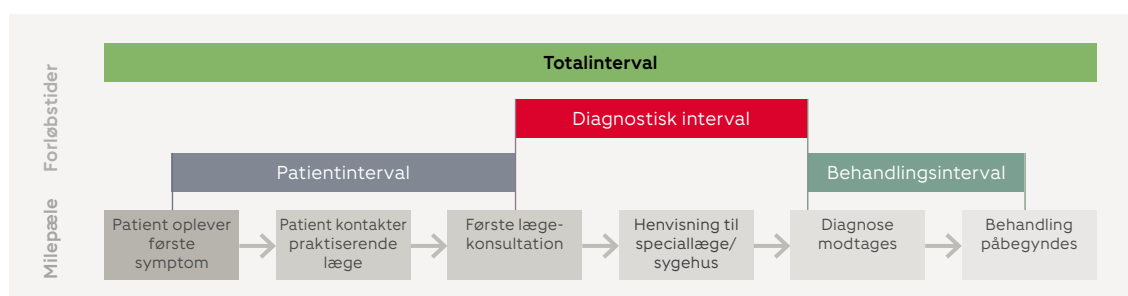 Forløbstider
Totalinterval
Diagnostisk interval
Patientinterval
Behandlingsinterval
Milepæle
Patient oplever
første
symptom
Patient kontakter
praktiserende
læge
Første læge-
konsultation
Henvisning til
speciallæge/
sygehus
Diagnose
modtages
Behandling
påbegyndes